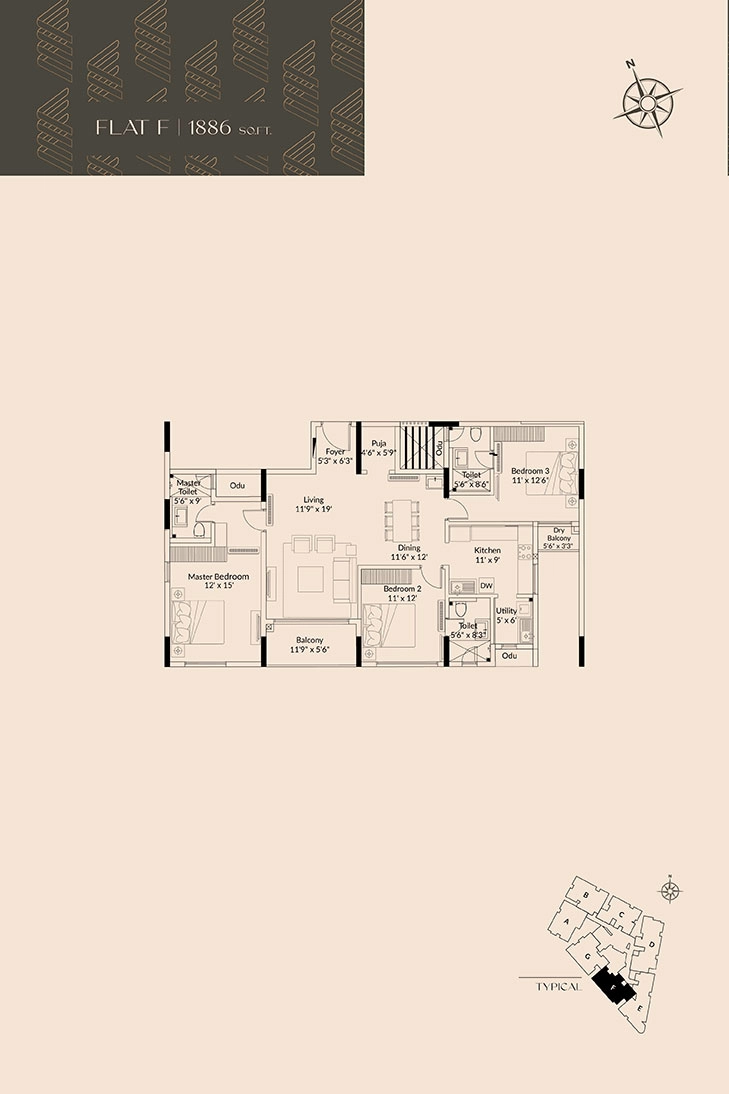 N
FLAT F | 1886 SQ.FT.
Foyer
5'3" x 6'3"
Puja
4'6" x 5'9"
Odu
Toilet
5'6" x 8'6"
Bedroom 3
11' x 12'6"
Master
Toilet
5'6" x 9'
Odu
Living
11'9" x 19'
Dining
11'6" x 12'
Kitchen
11' x 9'
Dry
Balcony
5'6" x 3'3"
Master Bedroom
12' x 15'
Bedroom 2
11' x 12'
DW
Utility
5' x 6'
Toilet
5'6" x 8'3"
Balcony
11'9" x 5'6"
Odu
N
B
C
A
D
G
F
E
TYPICAL